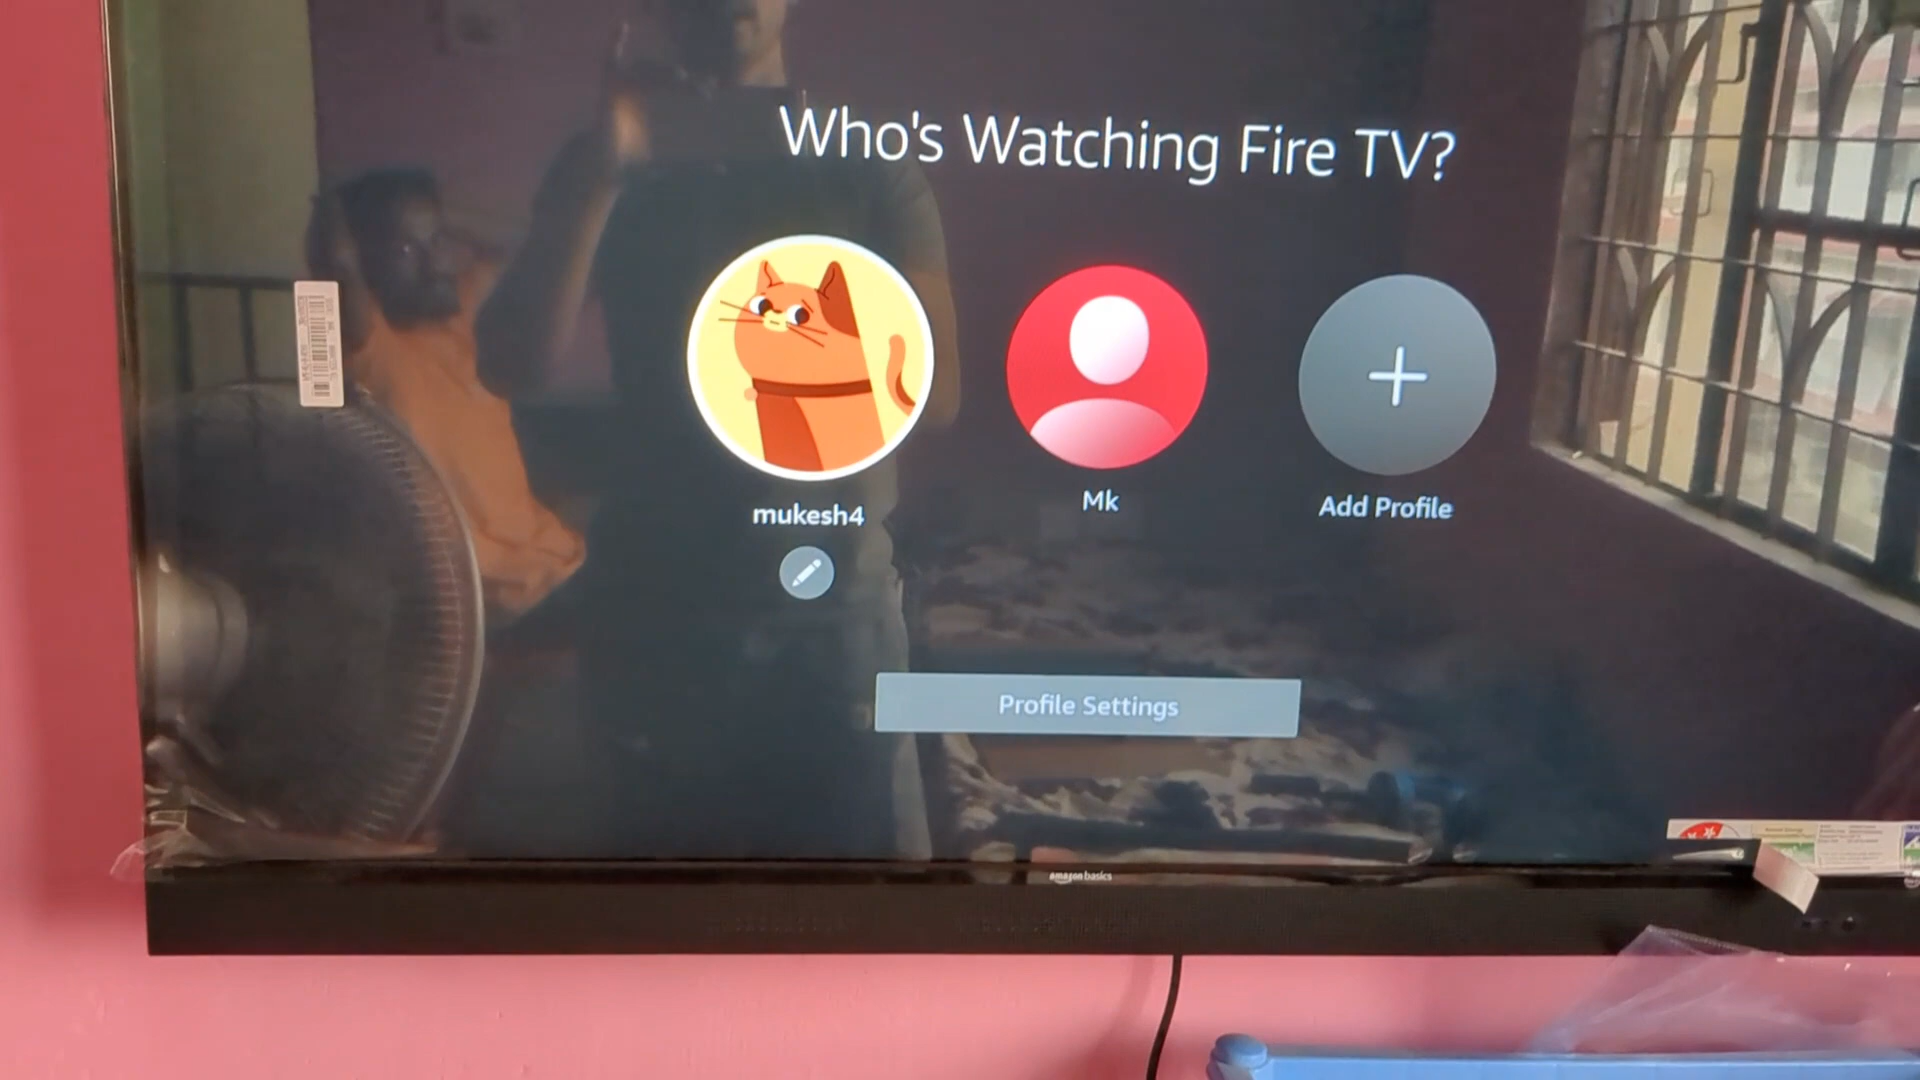 Who's Watching Fire TV?
mukesh4
Mk
Add Profile
Profile Settings
amazon basics